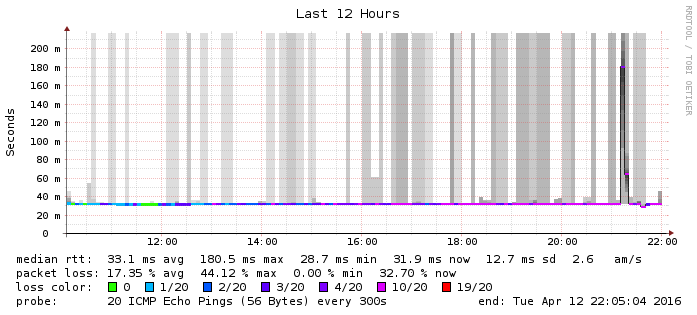 Last 12 Hours
RRDTOOL / TOBI OETIKER
Seconds
200 m
180 m
160 m
140 m
120 m
100 m
80 m
60 m
40 m
20 m
0
12:00 14:00 16:00 18:00 20:00 22:00
median rtt: 33.1 ms avg 180.5 ms max 28.7 ms min 31.9 ms now 12.7 ms sd 2.6 am/s
packet loss: 17.35 % avg 44.12 % max 0.00 % min 32.70 % now
loss color: 0 1/20 2/20 3/20 4/20 10/20 19/20
probe: 20 ICMP Echo Pings (56 Bytes) every 300s end: Tue Apr 12 22:05:04 2016